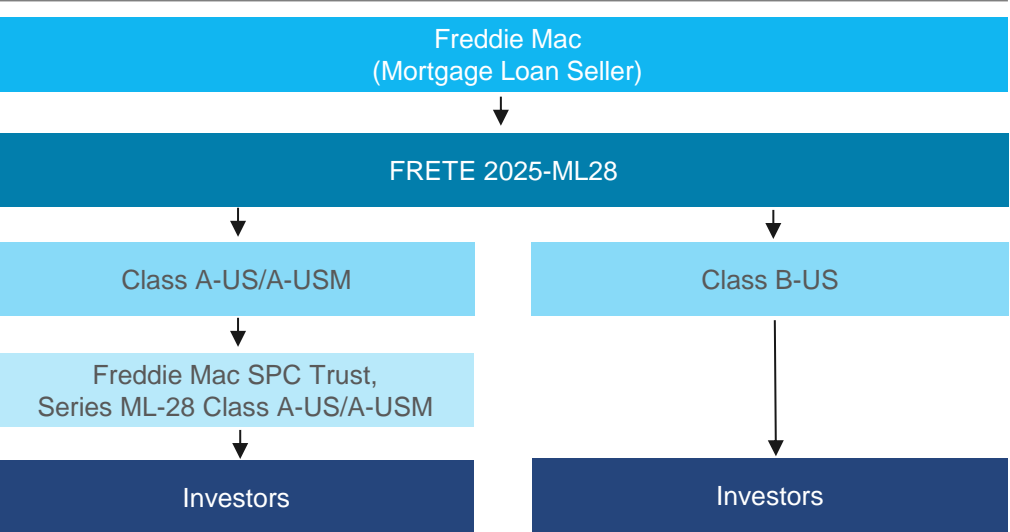 Freddie Mac
(Mortgage Loan Seller)
FRETE 2025-ML28
Class A-US/A-USM
Class B-US
Freddie Mac SPC Trust,
Series ML-28 Class A-US/A-USM
Investors
Investors